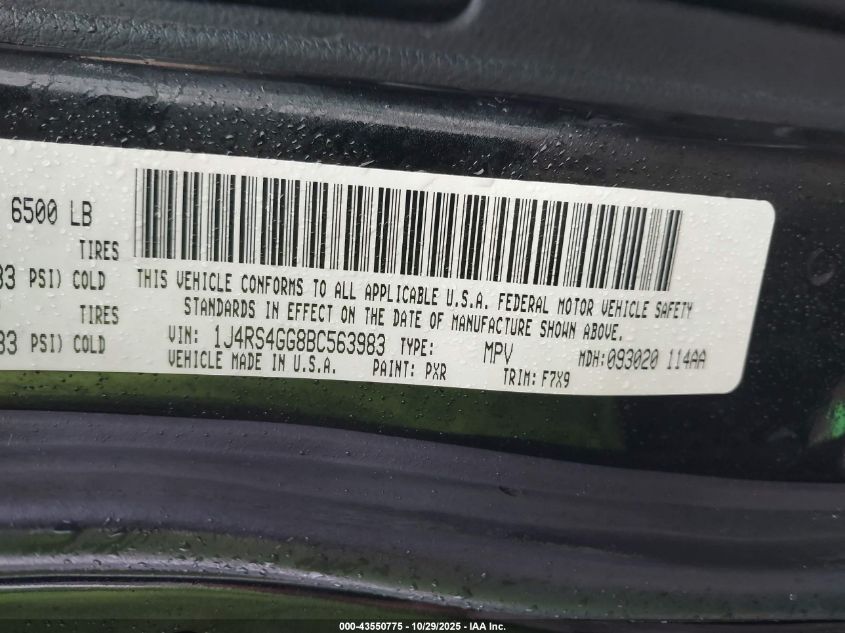 6500 LB
TIRES
THIS VEHICLE CONFORMS TO ALL APPLICABLE U.S.A. FEDERAL MOTOR VEHICLE SAFETY
33 PSI) COLD
STANDARDS IN EFFECT ON THE DATE OF MANUFACTURE SHOWN ABOVE.
TIRES
VIN: 1J4RS4GG8BC563983 TYPE: MPV MDH:093020 114AA
33 PSI) COLD
VEHICLE MADE IN U.S.A. PAINT: PXR TRIM: F7X9
000-43550775 - 10/29/2025 - IAA Inc.